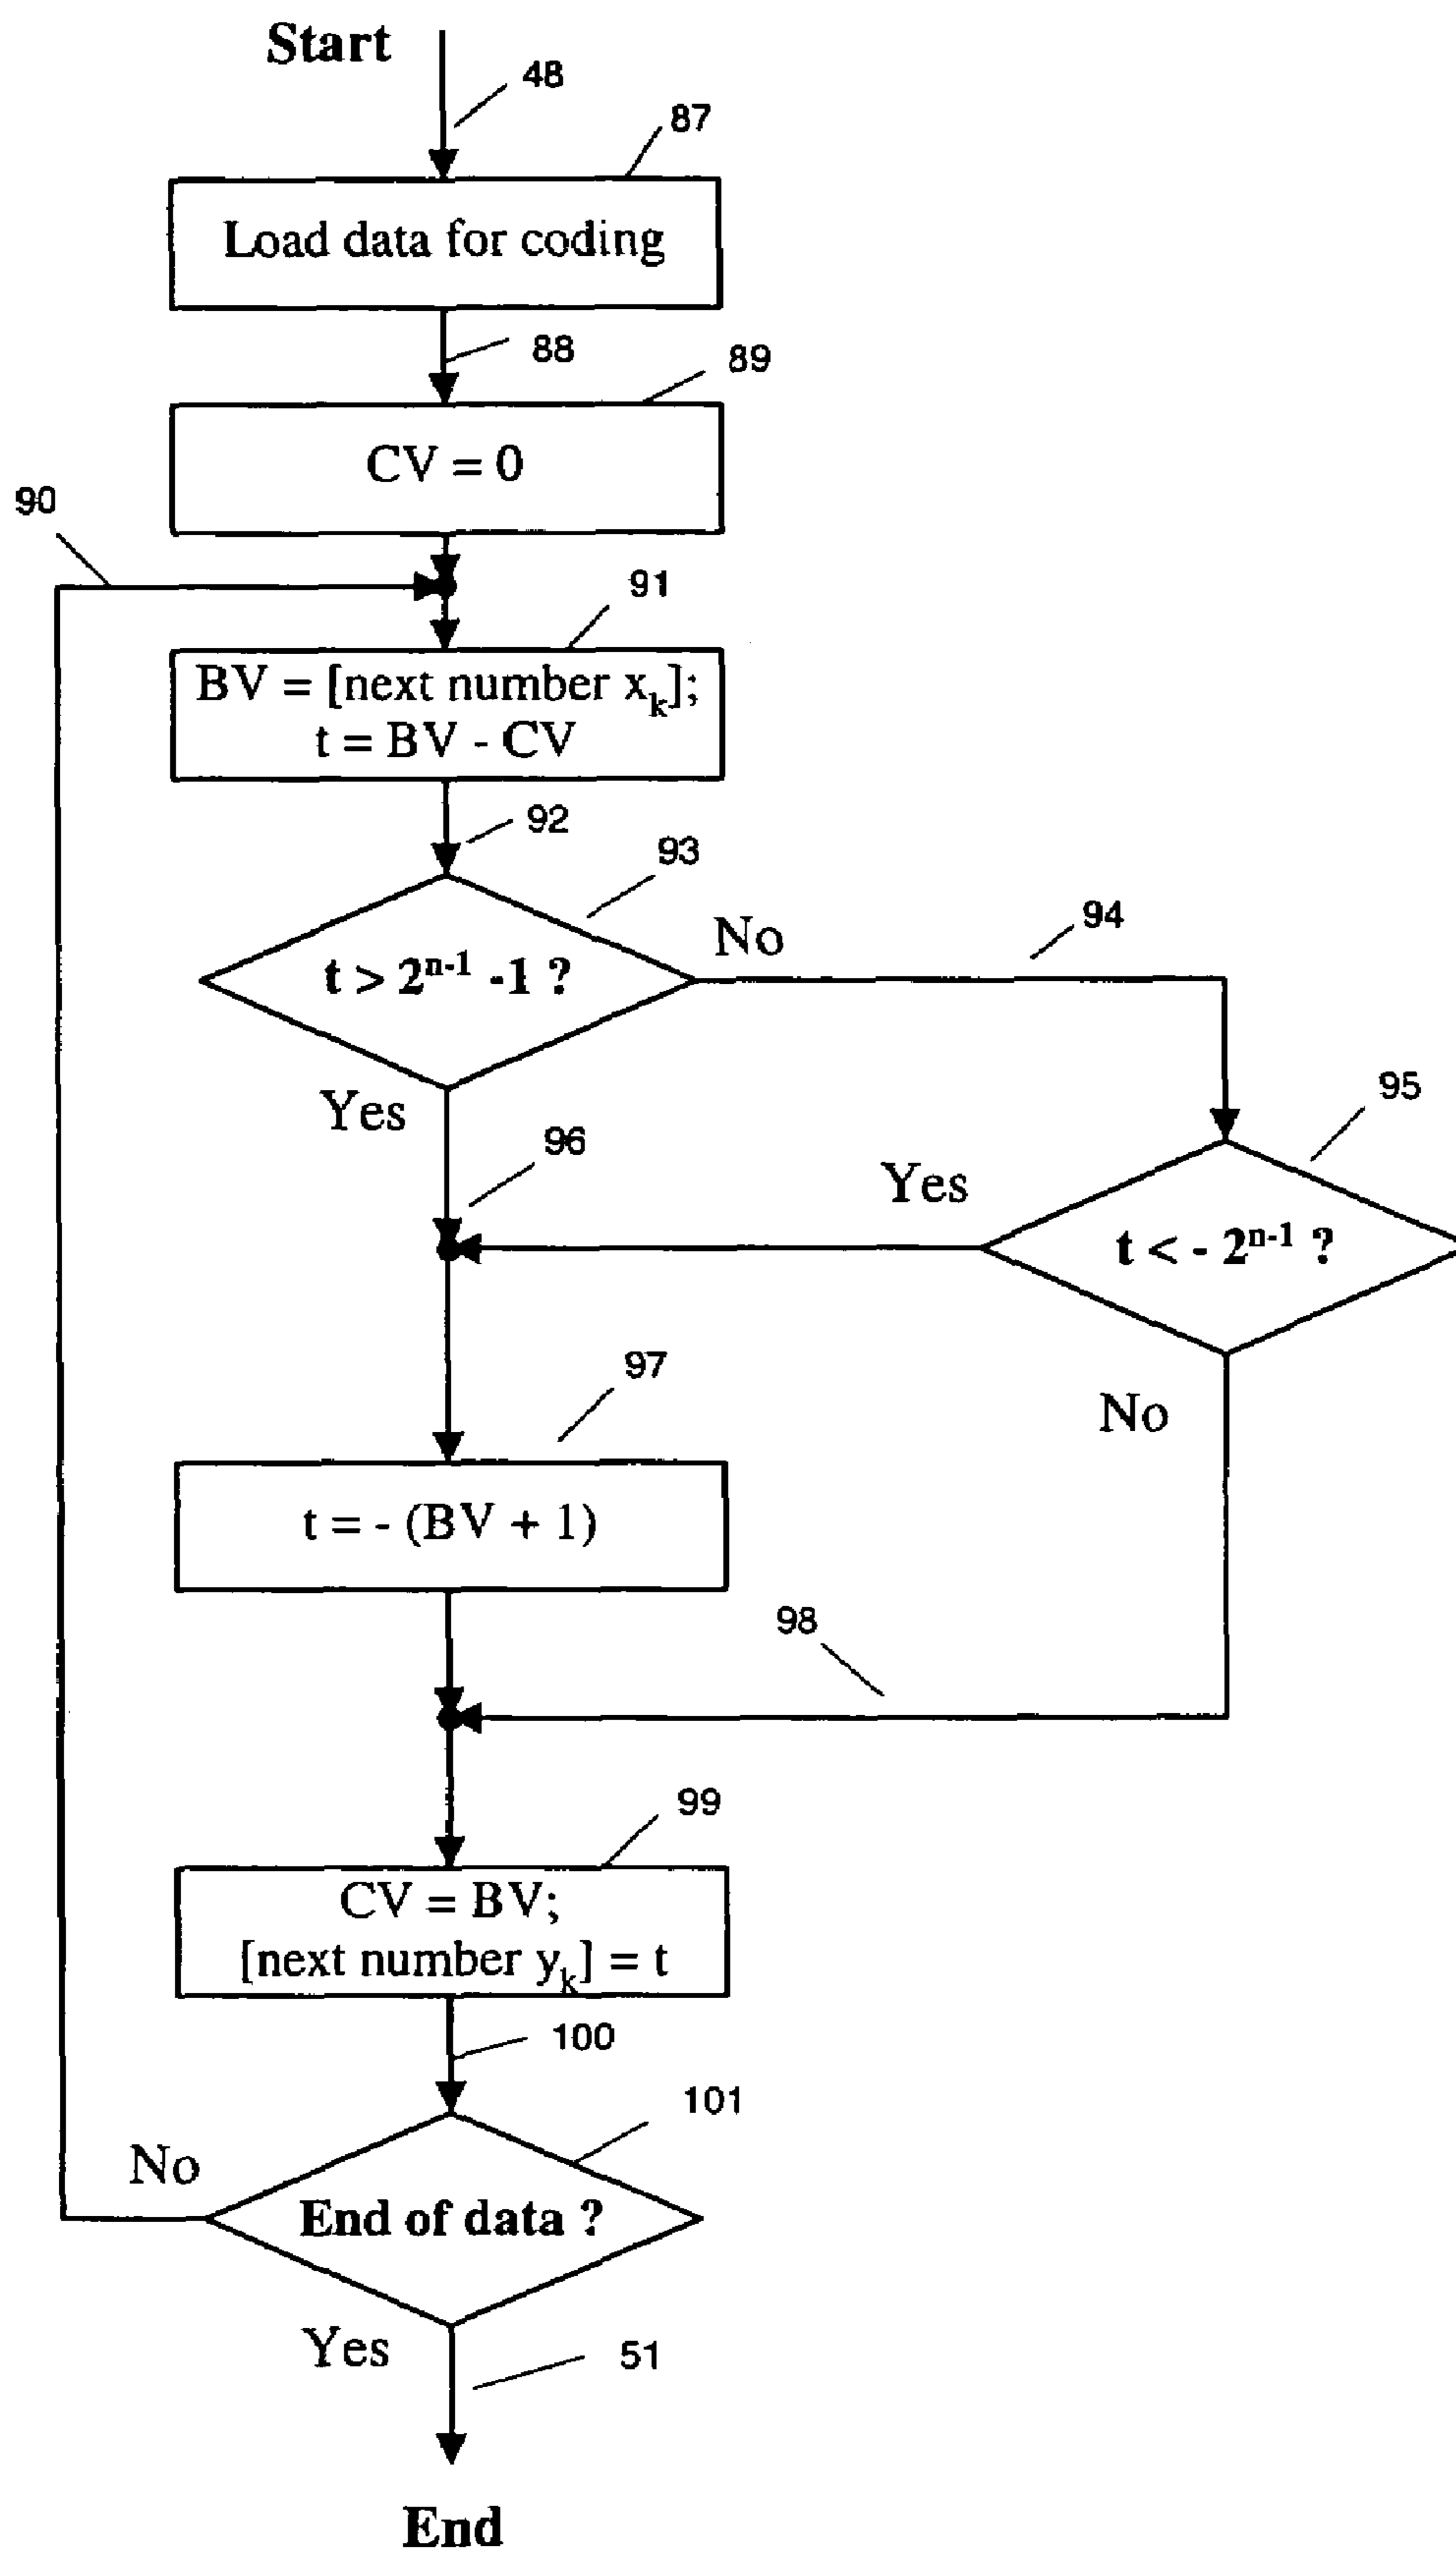 Start
48
87
Load data for coding
88
89
CV = 0
90
91
BV = [next number xₖ];
t = BV - CV
92
93
t > 2ⁿ⁻¹ -1 ?
No
94
Yes
96
95
Yes
t < - 2ⁿ⁻¹ ?
97
No
t = - (BV + 1)
98
99
CV = BV;
[next number yₖ] = t
100
101
No
End of data ?
Yes
51
End